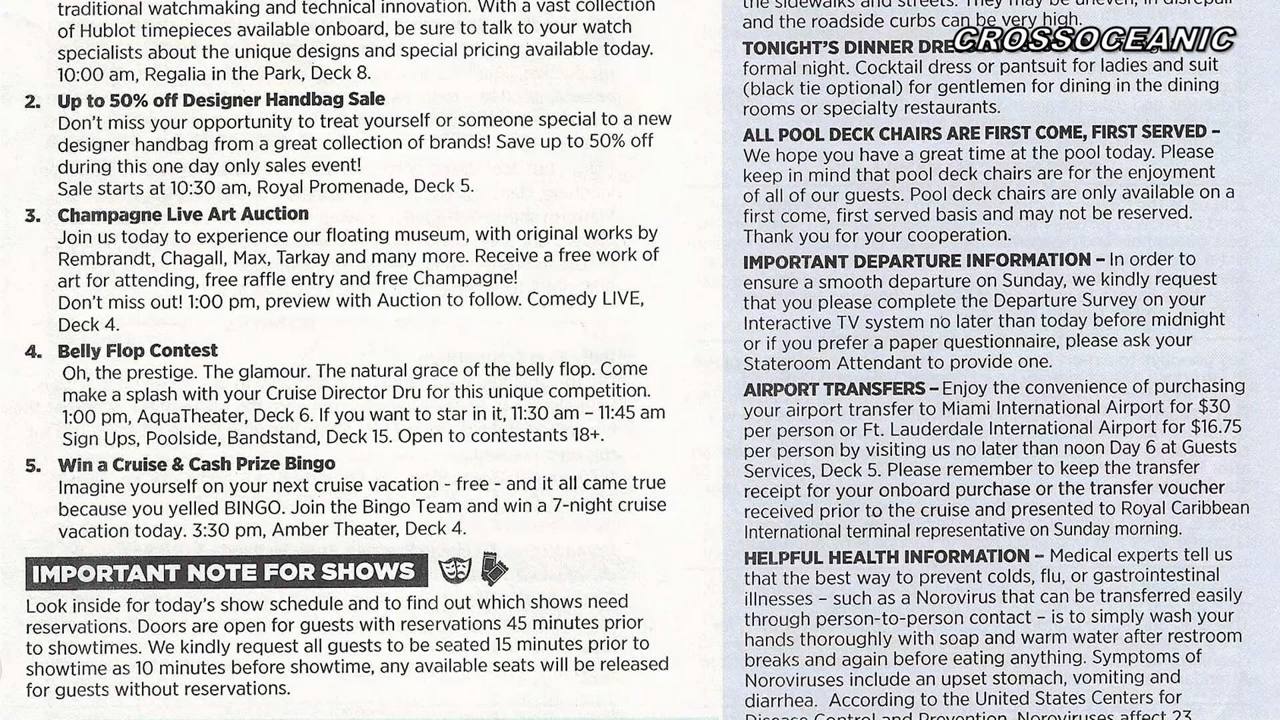 traditional watchmaking and technical innovation. With a vast collection
of Hublot timepieces available onboard, be sure to talk to your watch
specialists about the unique designs and special pricing available today.
10:00 am, Regalia in the Park, Deck 8.
2. Up to 50% off Designer Handbag Sale
Don't miss your opportunity to treat yourself or someone special to a new
designer handbag from a great collection of brands! Save up to 50% off
during this one day only sales event!
Sale starts at 10:30 am, Royal Promenade, Deck 5.
3. Champagne Live Art Auction
Join us today to experience our floating museum, with original works by
Rembrandt, Chagall, Max, Tarkay and many more. Receive a free work of
art for attending, free raffle entry and free Champagne!
Don't miss out! 1:00 pm, preview with Auction to follow. Comedy LIVE,
Deck 4.
4. Belly Flop Contest
Oh, the prestige. The glamour. The natural grace of the belly flop. Come
make a splash with your Cruise Director Dru for this unique competition.
1:00 pm, AquaTheater, Deck 6. If you want to star in it, 11:30 am – 11:45 am
Sign Ups, Poolside, Bandstand, Deck 15. Open to contestants 18+.
5. Win a Cruise & Cash Prize Bingo
Imagine yourself on your next cruise vacation - free - and it all came true
because you yelled BINGO. Join the Bingo Team and win a 7-night cruise
vacation today. 3:30 pm, Amber Theater, Deck 4.
IMPORTANT NOTE FOR SHOWS
Look inside for today's show schedule and to find out which shows need
reservations. Doors are open for guests with reservations 45 minutes prior
to showtimes. We kindly request all guests to be seated 15 minutes prior to
showtime as 10 minutes before showtime, any available seats will be released
for guests without reservations.
the sidewalks and streets. They may be uneven, in disrepair
and the roadside curbs can be very high.
CROSSOCEANIC
TONIGHT'S DINNER
formal night. Cocktail dress or pantsuit for ladies and suit
(black tie optional) for gentlemen for dining in the dining
rooms or specialty restaurants.
ALL POOL DECK CHAIRS ARE FIRST COME, FIRST SERVED –
We hope you have a great time at the pool today. Please
keep in mind that pool deck chairs are for the enjoyment
of all of our guests. Pool deck chairs are only available on a
first come, first served basis and may not be reserved.
Thank you for your cooperation.
IMPORTANT DEPARTURE INFORMATION – In order to
ensure a smooth departure on Sunday, we kindly request
that you please complete the Departure Survey on your
Interactive TV system no later than today before midnight
or if you prefer a paper questionnaire, please ask your
Stateroom Attendant to provide one.
AIRPORT TRANSFERS – Enjoy the convenience of purchasing
your airport transfer to Miami International Airport for $30
per person or Ft. Lauderdale International Airport for $16.75
per person by visiting us no later than noon Day 6 at Guests
Services, Deck 5. Please remember to keep the transfer
receipt for your onboard purchase or the transfer voucher
received prior to the cruise and presented to Royal Caribbean
International terminal representative on Sunday morning.
HELPFUL HEALTH INFORMATION – Medical experts tell us
that the best way to prevent colds, flu, or gastrointestinal
illnesses – such as a Norovirus that can be transferred easily
through person-to-person contact – is to simply wash your
hands thoroughly with soap and warm water after restroom
breaks and again before eating anything. Symptoms of
Noroviruses include an upset stomach, vomiting and
diarrhea. According to the United States Centers for
Disease Control and Prevention, Noroviruses affect 23